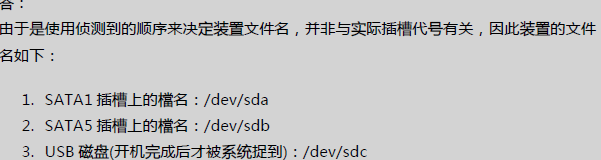 答：
由于是使用侦测到的顺序来决定装置文件名，并非与实际插槽代号有关，因此装置的文件
名如下：
1. SATA1 插槽上的檔名：/dev/sda
2. SATA5 插槽上的檔名：/dev/sdb
3. USB 磁盘(开机完成后才被系统捉到)：/dev/sdc